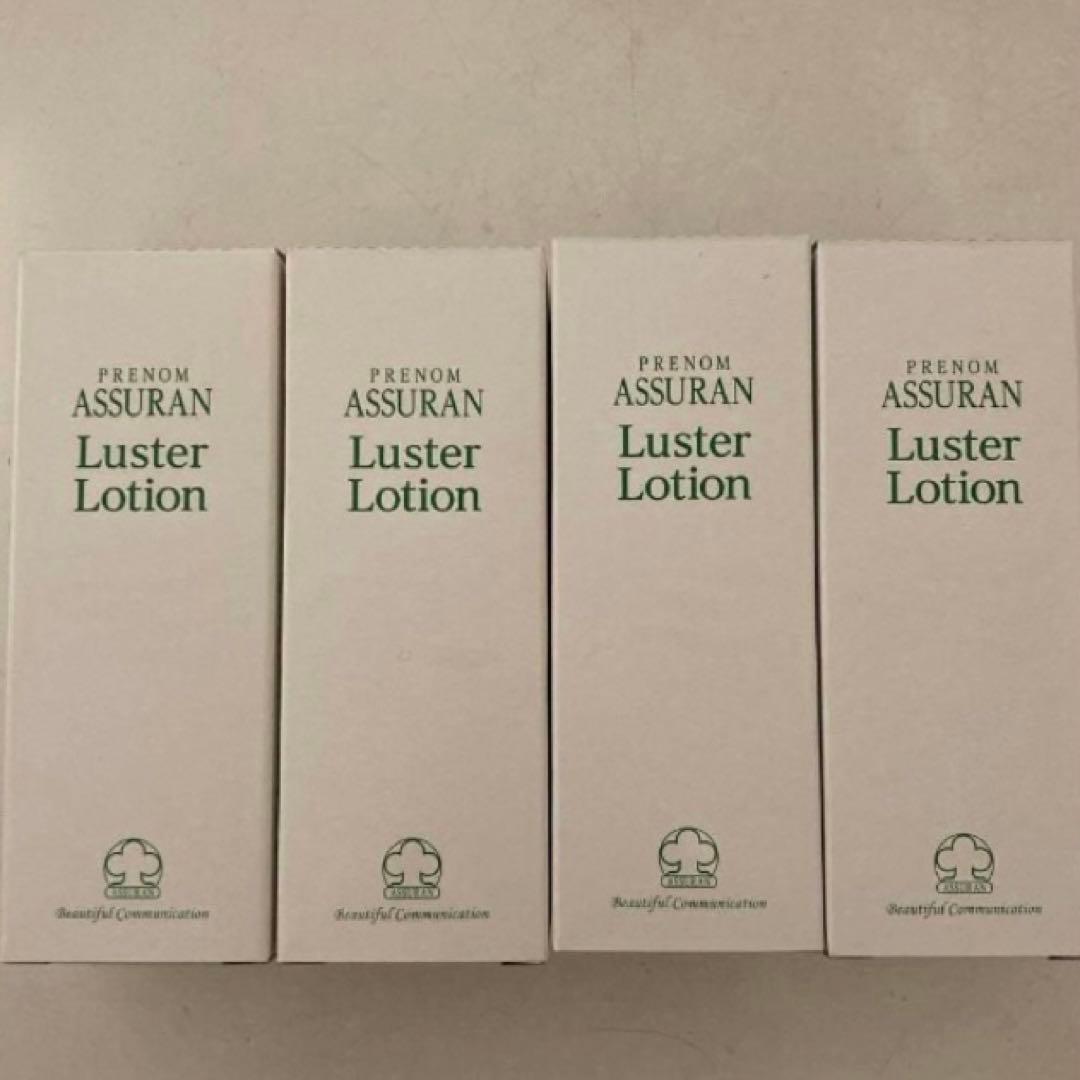 PRENOM
ASSURAN
Luster
Lotion
ASSURAN
Beautiful Communication
PRENOM
ASSURAN
Luster
Lotion
ASSURAN
Beautiful Communication
PRENOM
ASSURAN
Luster
Lotion
ASSURAN
Beautiful Communication
PRENOM
ASSURAN
Luster
Lotion
ASSURAN
Beautiful Communication